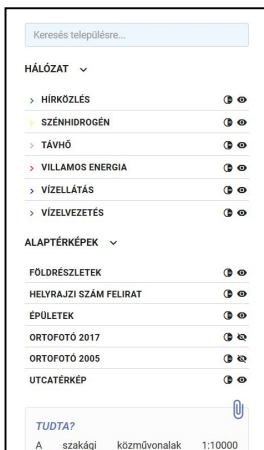 Keresés településre...
HÁLÓZAT
HÍRKÖZLÉS
SZÉNHIDROGÉN
TÁVHŐ
VILLAMOS ENERGIA
VÍZELLÁTÁS
VÍZELVEZETÉS
ALAPTÉRKÉPEK
FÖLDRÉSZLETEK
HELYRAJZI SZÁM FELIRAT
ÉPÜLETEK
ORTOFOTÓ 2017
ORTOFOTÓ 2005
UTCATÉRKÉP
TUDTA?
A szakági közművonalak 1:10000